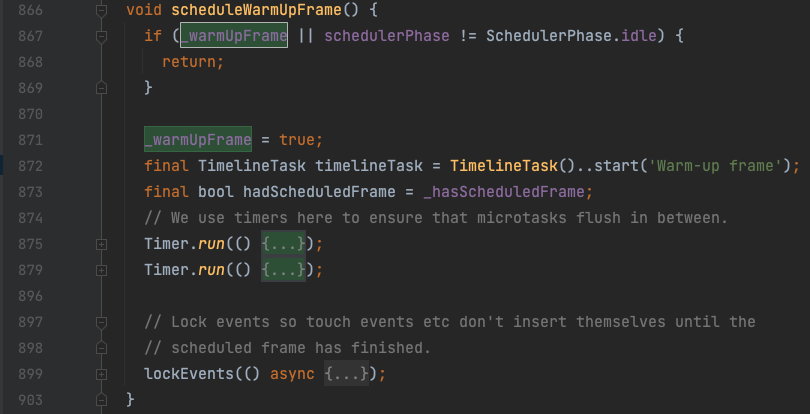 866 void scheduleWarmUpFrame() {
867 if (_warmUpFrame || schedulerPhase != SchedulerPhase.idle) {
868 return;
869 }
870
871 _warmUpFrame = true;
872 final TimelineTask timelineTask = TimelineTask()..start('Warm-up frame');
873 final bool hadScheduledFrame = _hasScheduledFrame;
874 // We use timers here to ensure that microtasks flush in between.
875 Timer.run(() {...});
879 Timer.run(() {...});
896
897 // Lock events so touch events etc don't insert themselves until the
898 // scheduled frame has finished.
899 lockEvents(() async {...});
903 }